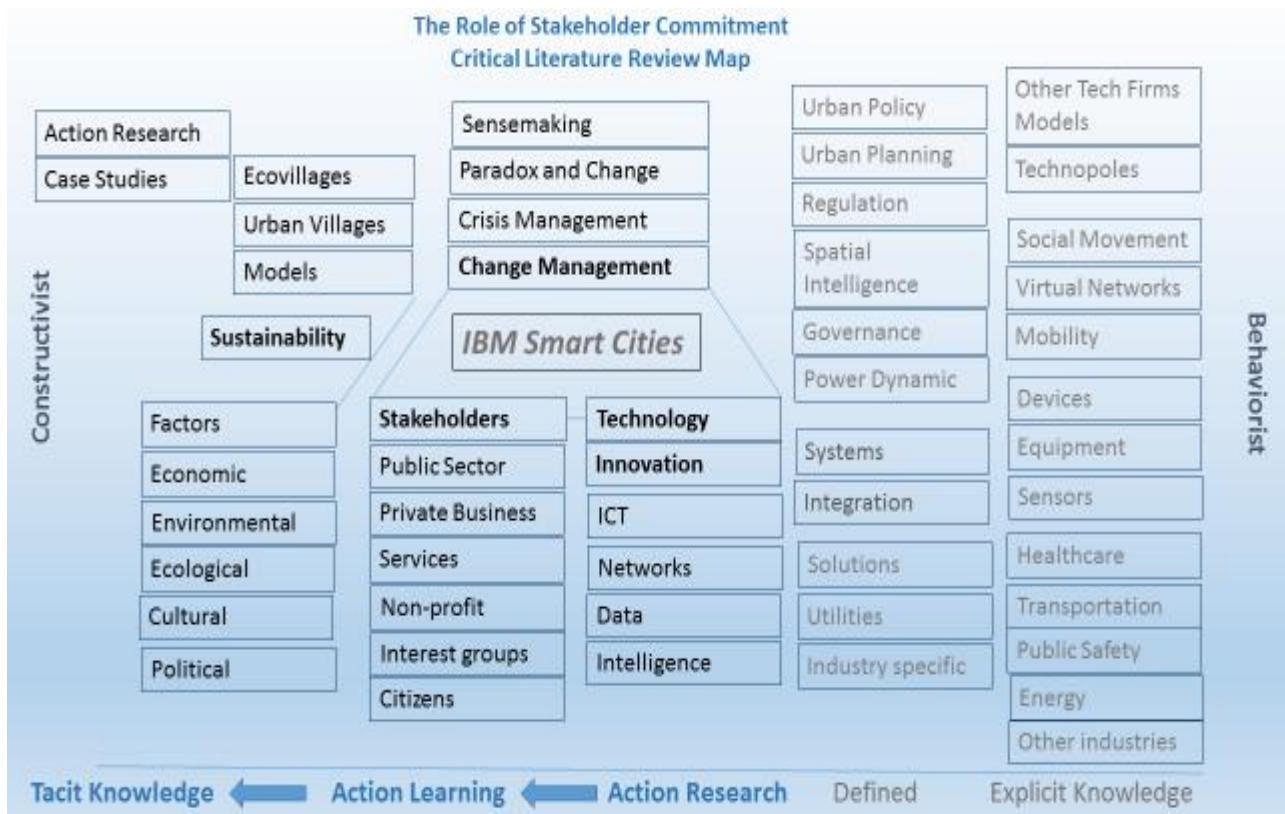 The Role of Stakeholder Commitment
Critical Literature Review Map
Constructivist
Action Research
Case Studies
Ecovillages
Urban Villages
Models
Sustainability
Factors
Economic
Environmental
Ecological
Cultural
Political
Sensemaking
Paradox and Change
Crisis Management
Change Management
IBM Smart Cities
Stakeholders
Public Sector
Private Business
Services
Non-profit
Interest groups
Citizens
Technology
Innovation
ICT
Networks
Data
Intelligence
Urban Policy
Urban Planning
Regulation
Spatial
Intelligence
Governance
Power Dynamic
Systems
Integration
Solutions
Utilities
Industry specific
Other Tech Firms
Models
Technopoles
Social Movement
Virtual Networks
Mobility
Devices
Equipment
Sensors
Healthcare
Transportation
Public Safety
Energy
Other industries
Behaviorist
Tacit Knowledge Action Learning Action Research Defined Explicit Knowledge